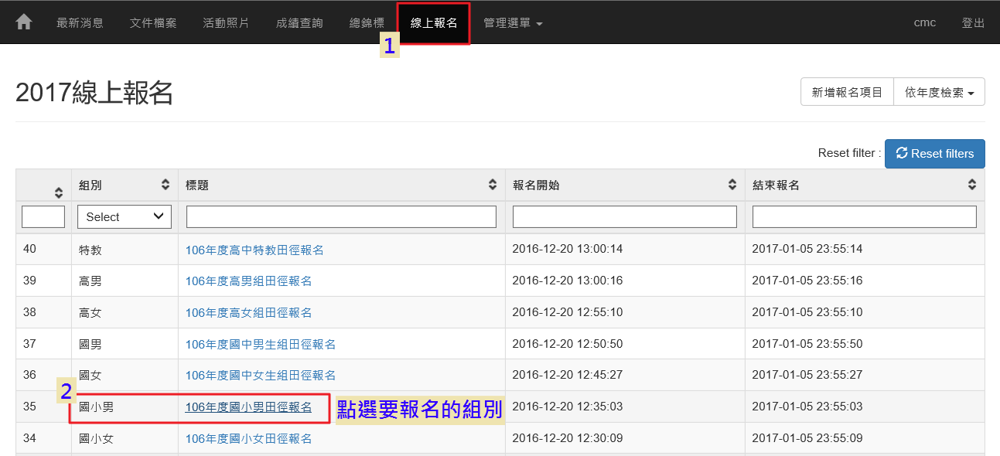 最新消息 文件檔案 活動照片 成績查詢 總錦標 線上報名 管理選單 cmc 登出
1
2017線上報名
新增報名項目 依年度檢索
Reset filter : Reset filters
組別 標題 報名開始 結束報名
Select
40 特教 106年度高中特教田徑報名 2016-12-20 13:00:14 2017-01-05 23:55:14
39 高男 106年度高男組田徑報名 2016-12-20 13:00:16 2017-01-05 23:55:16
38 高女 106年度高女組田徑報名 2016-12-20 12:55:10 2017-01-05 23:55:10
37 國男 106年度國中男生組田徑報名 2016-12-20 12:50:50 2017-01-05 23:55:50
36 國女 106年度國中女生組田徑報名 2016-12-20 12:45:27 2017-01-05 23:55:27
2
35 國小男 106年度國小男田徑報名 點選要報名的組別 2016-12-20 12:35:03 2017-01-05 23:55:03
34 國小女 106年度國小女田徑報名 2016-12-20 12:30:09 2017-01-05 23:55:09